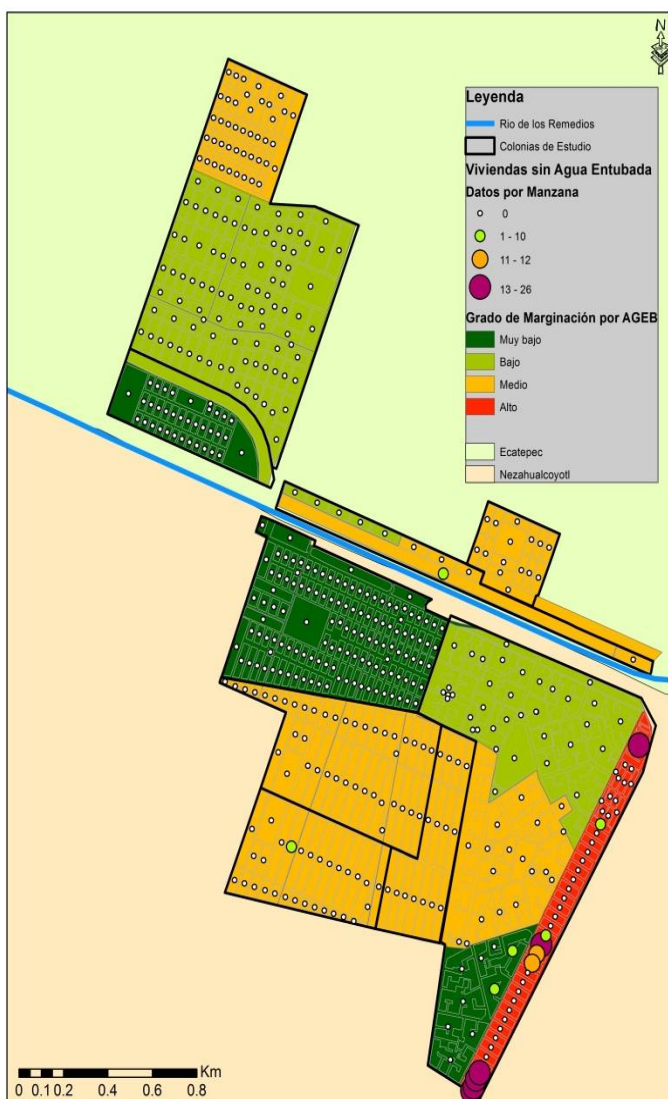 N
Leyenda
Rio de los Remedios
Colonias de Estudio
Viviendas sin Agua Entubada
Datos por Manzana
0
1 - 10
11 - 12
13 - 26
Grado de Marginación por AGEB
Muy bajo
Bajo
Medio
Alto
Ecatepec
Nezahualcoyotl
Km
0 0.1 0.2 0.4 0.6 0.8